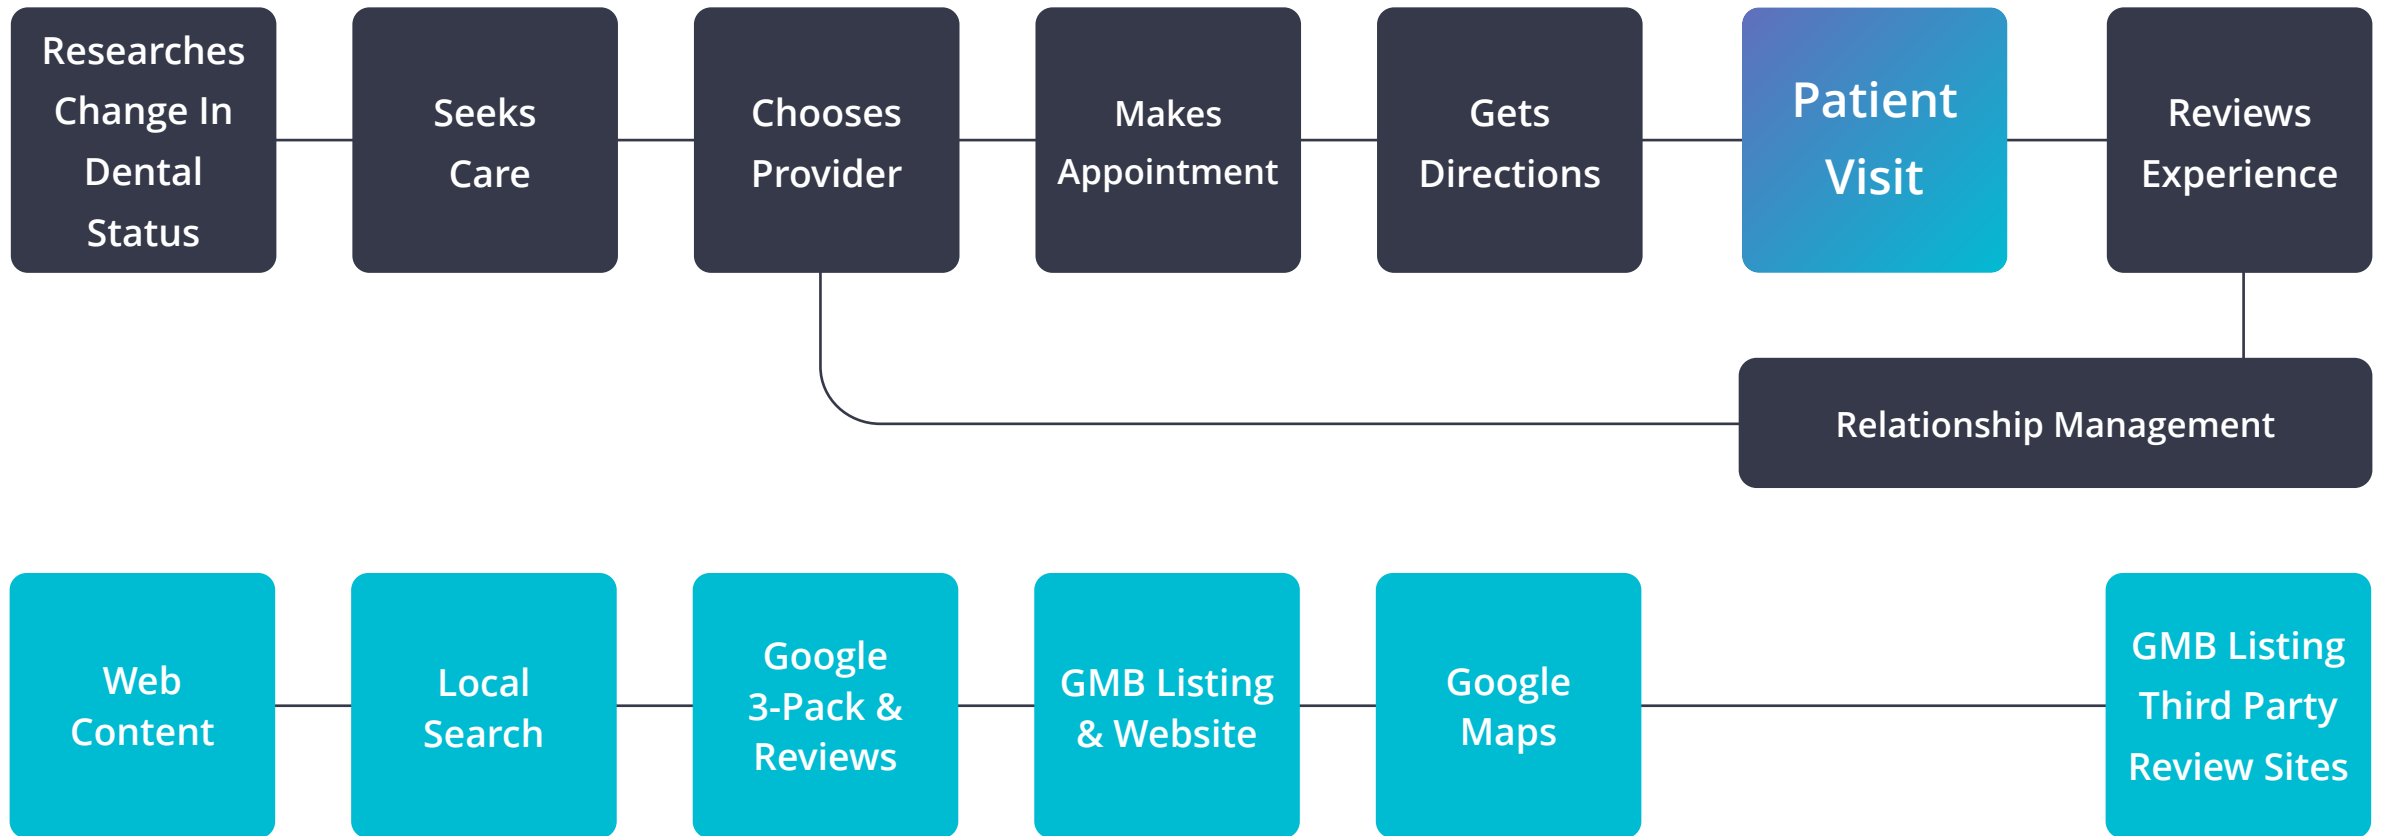 Researches
Change In
Dental
Status
Seeks
Care
Chooses
Provider
Makes
Appointment
Gets
Directions
Patient
Visit
Reviews
Experience
Relationship Management
Web
Content
Local
Search
Google
3-Pack &
Reviews
GMB Listing
& Website
Google
Maps
GMB Listing
Third Party
Review Sites